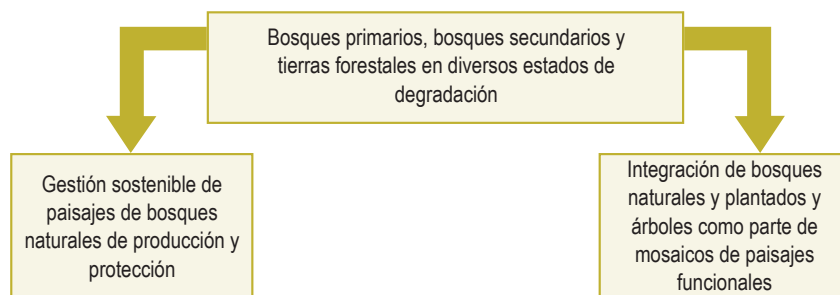 Bosques primarios, bosques secundarios y
tierras forestales en diversos estados de
degradación
Gestión sostenible de
paisajes de bosques
naturales de producción y
protección
Integración de bosques
naturales y plantados y
árboles como parte de
mosaicos de paisajes
funcionales